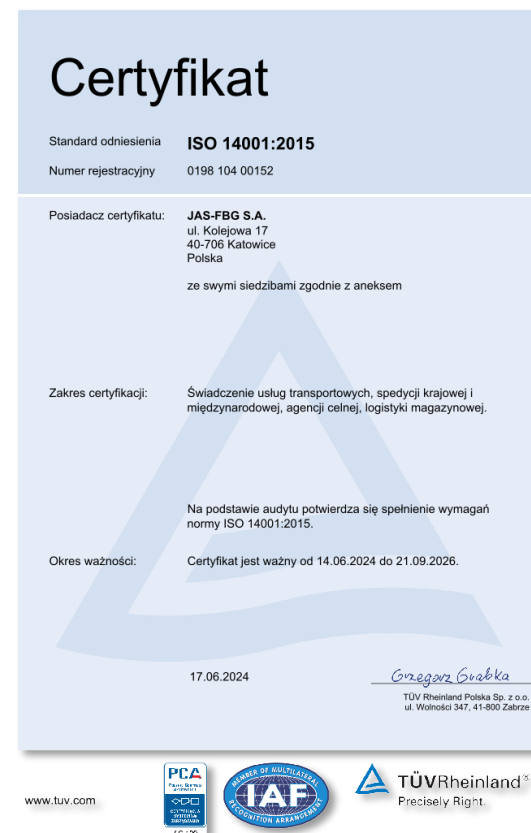 Certyfikat
Standard odniesienia ISO 14001:2015
Numer rejestracyjny 0198 104 00152
Posiadacz certyfikatu: JAS-FBG S.A.
ul. Kolejowa 17
40-706 Katowice
Polska
ze swymi siedzibami zgodnie z aneksem
Zakres certyfikacji: Świadczenie usług transportowych, spedycji krajowej i
międzynarodowej, agencji celnej, logistyki magazynowej.
Na podstawie audytu potwierdza się spełnienie wymagań
normy ISO 14001:2015.
Okres ważności: Certyfikat jest ważny od 14.06.2024 do 21.09.2026.
17.06.2024 Grzegorz Grabka
TÜV Rheinland Polska Sp. z o.o.
ul. Wolności 347, 41-800 Zabrze
www.tuv.com
PCA
MEMBER OF MULTILATERAL
IAF
RECOGNITION ARRANGEMENT
TÜVRheinland®
Precisely Right.